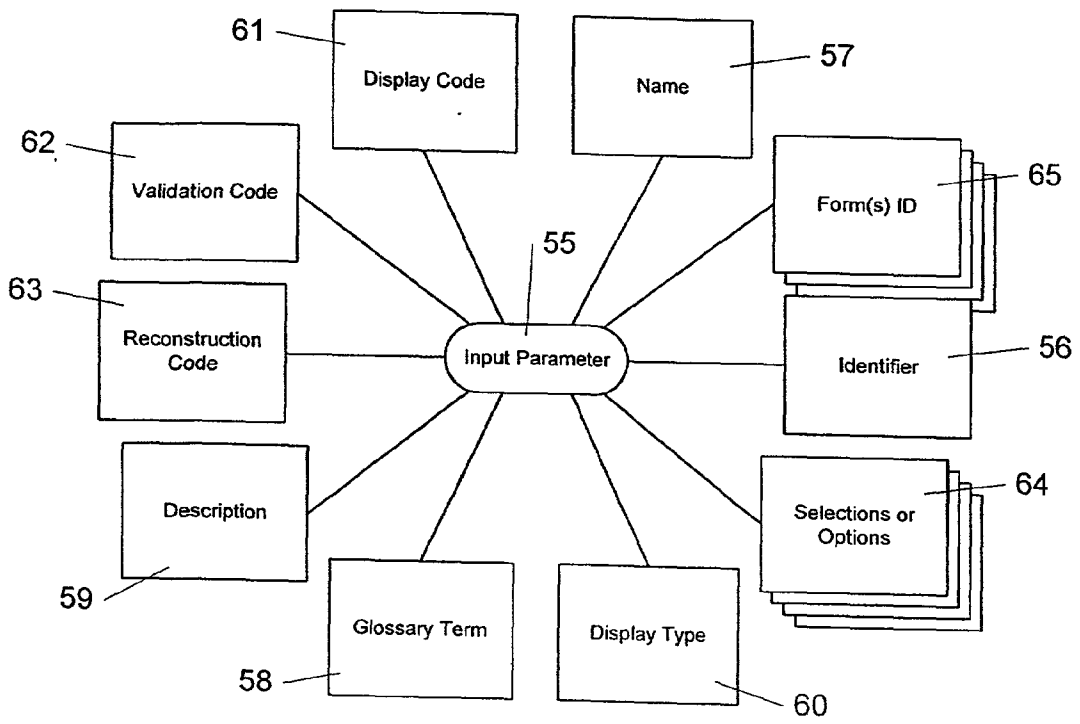 61
Display Code
Name
57
62
Validation Code
Form(s) ID
65
55
63
Reconstruction
Code
Input Parameter
Identifier
56
Description
59
Selections or
Options
64
Glossary Term
58
Display Type
60